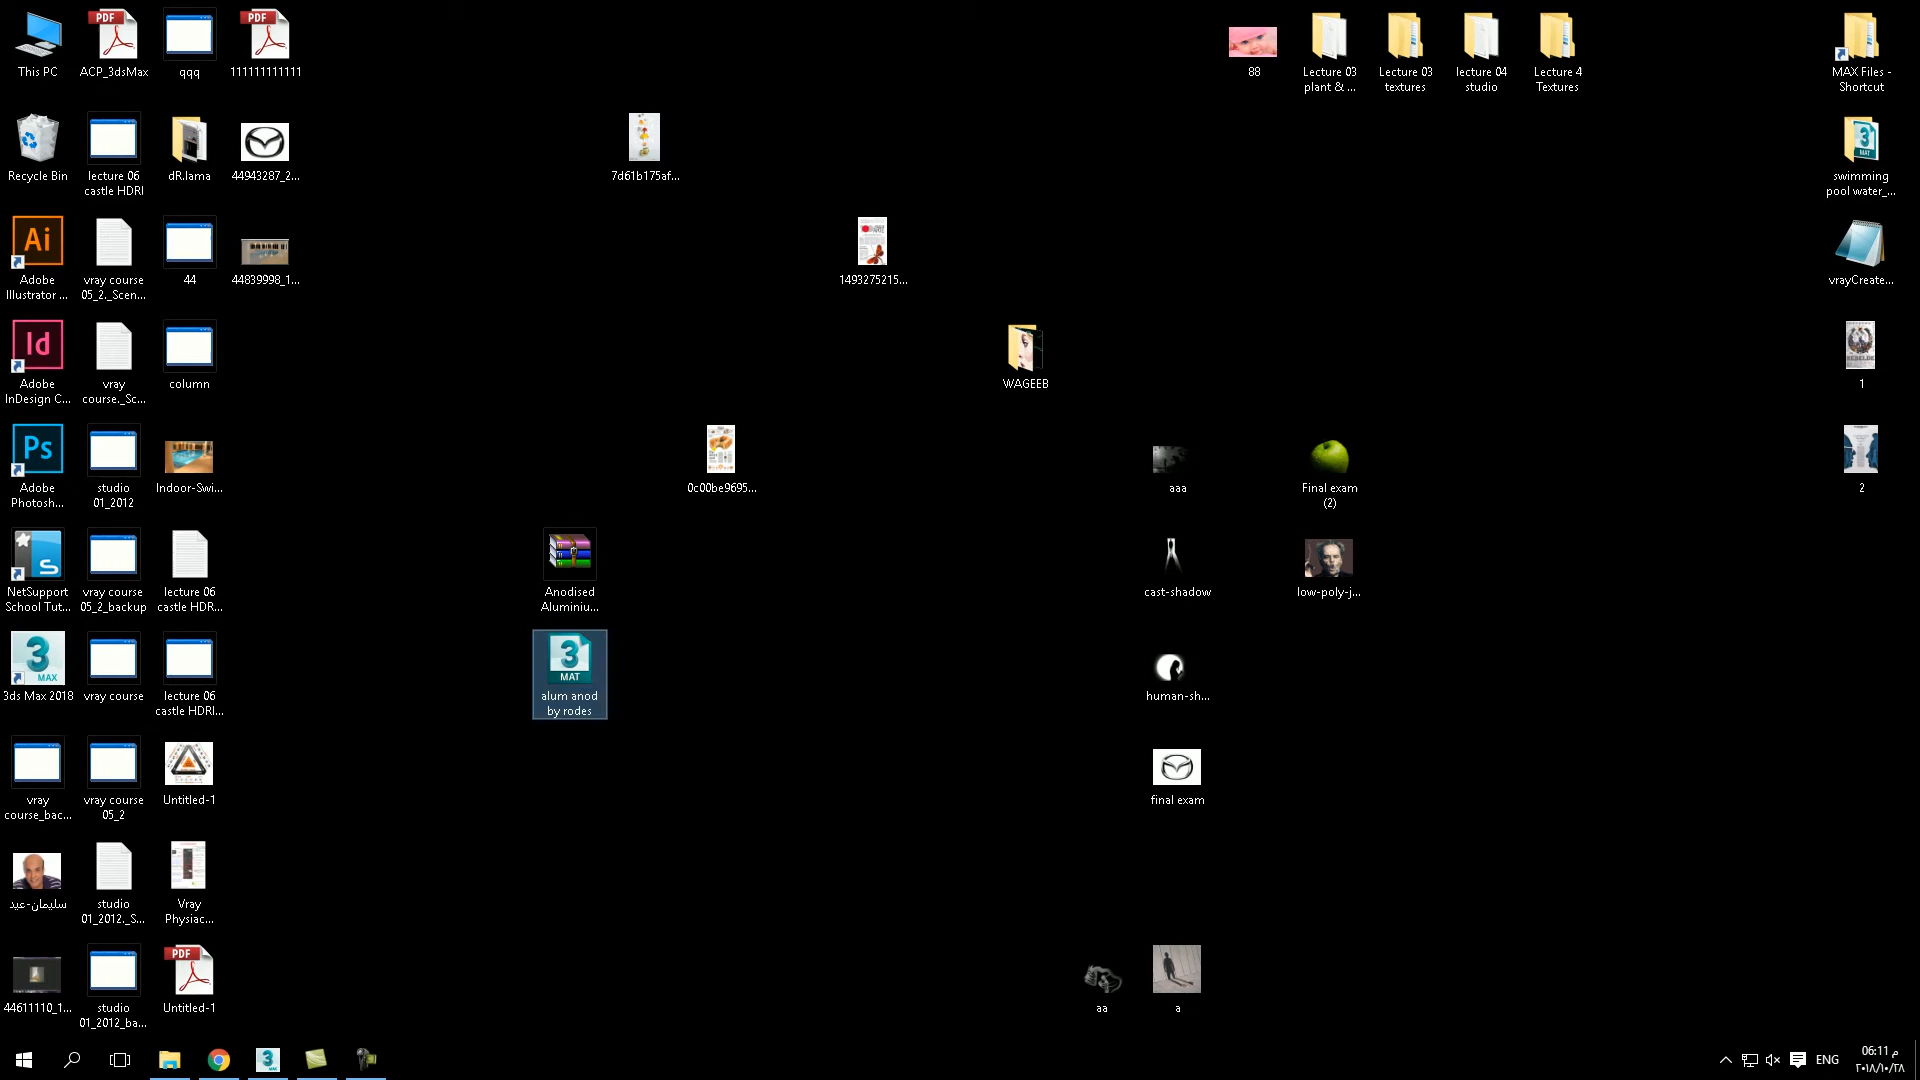 This PC
ACP_3dsMax
qqq
111111111111
88
Lecture 03
plant & ...
Lecture 03
textures
lecture 04
studio
Lecture 4
Textures
MAX Files -
Shortcut
Recycle Bin
lecture 06
castle HDRI
dR.lama
44943287_2...
7d61b175af...
swimming
pool water_...
Adobe
Illustrator ...
vray course
05_2._Scen...
44
44839998_1...
1493275215...
vrayCreate...
Adobe
InDesign C...
vray
course._Sc...
column
WAGEEB
1
Adobe
Photosh...
studio
01_2012
Indoor-Swi...
0c00be9695...
aaa
Final exam
(2)
2
NetSupport
School Tut...
vray course
05_2_backup
lecture 06
castle HDR...
Anodised
Aluminiu...
cast-shadow
low-poly-j...
3ds Max 2018
vray course
lecture 06
castle HDRI...
alum anod
by rodes
human-sh...
vray
course_bac...
vray course
05_2
Untitled-1
final exam
سليمان-عيد
studio
01_2012._S...
Vray
Physiac...
44611110_1...
studio
01_2012_ba...
Untitled-1
aa
a
ENG
06:11 م
٢٠١٨/١٠/٢٨